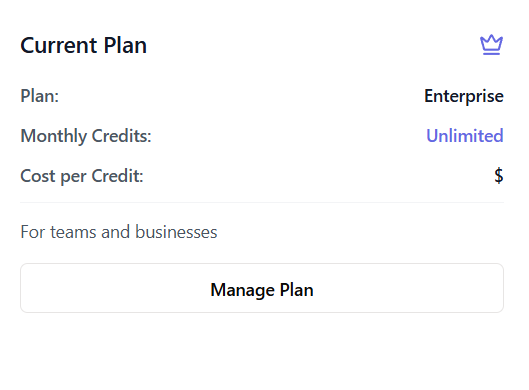 Current Plan
Plan: Enterprise
Monthly Credits: Unlimited
Cost per Credit: $
For teams and businesses
Manage Plan